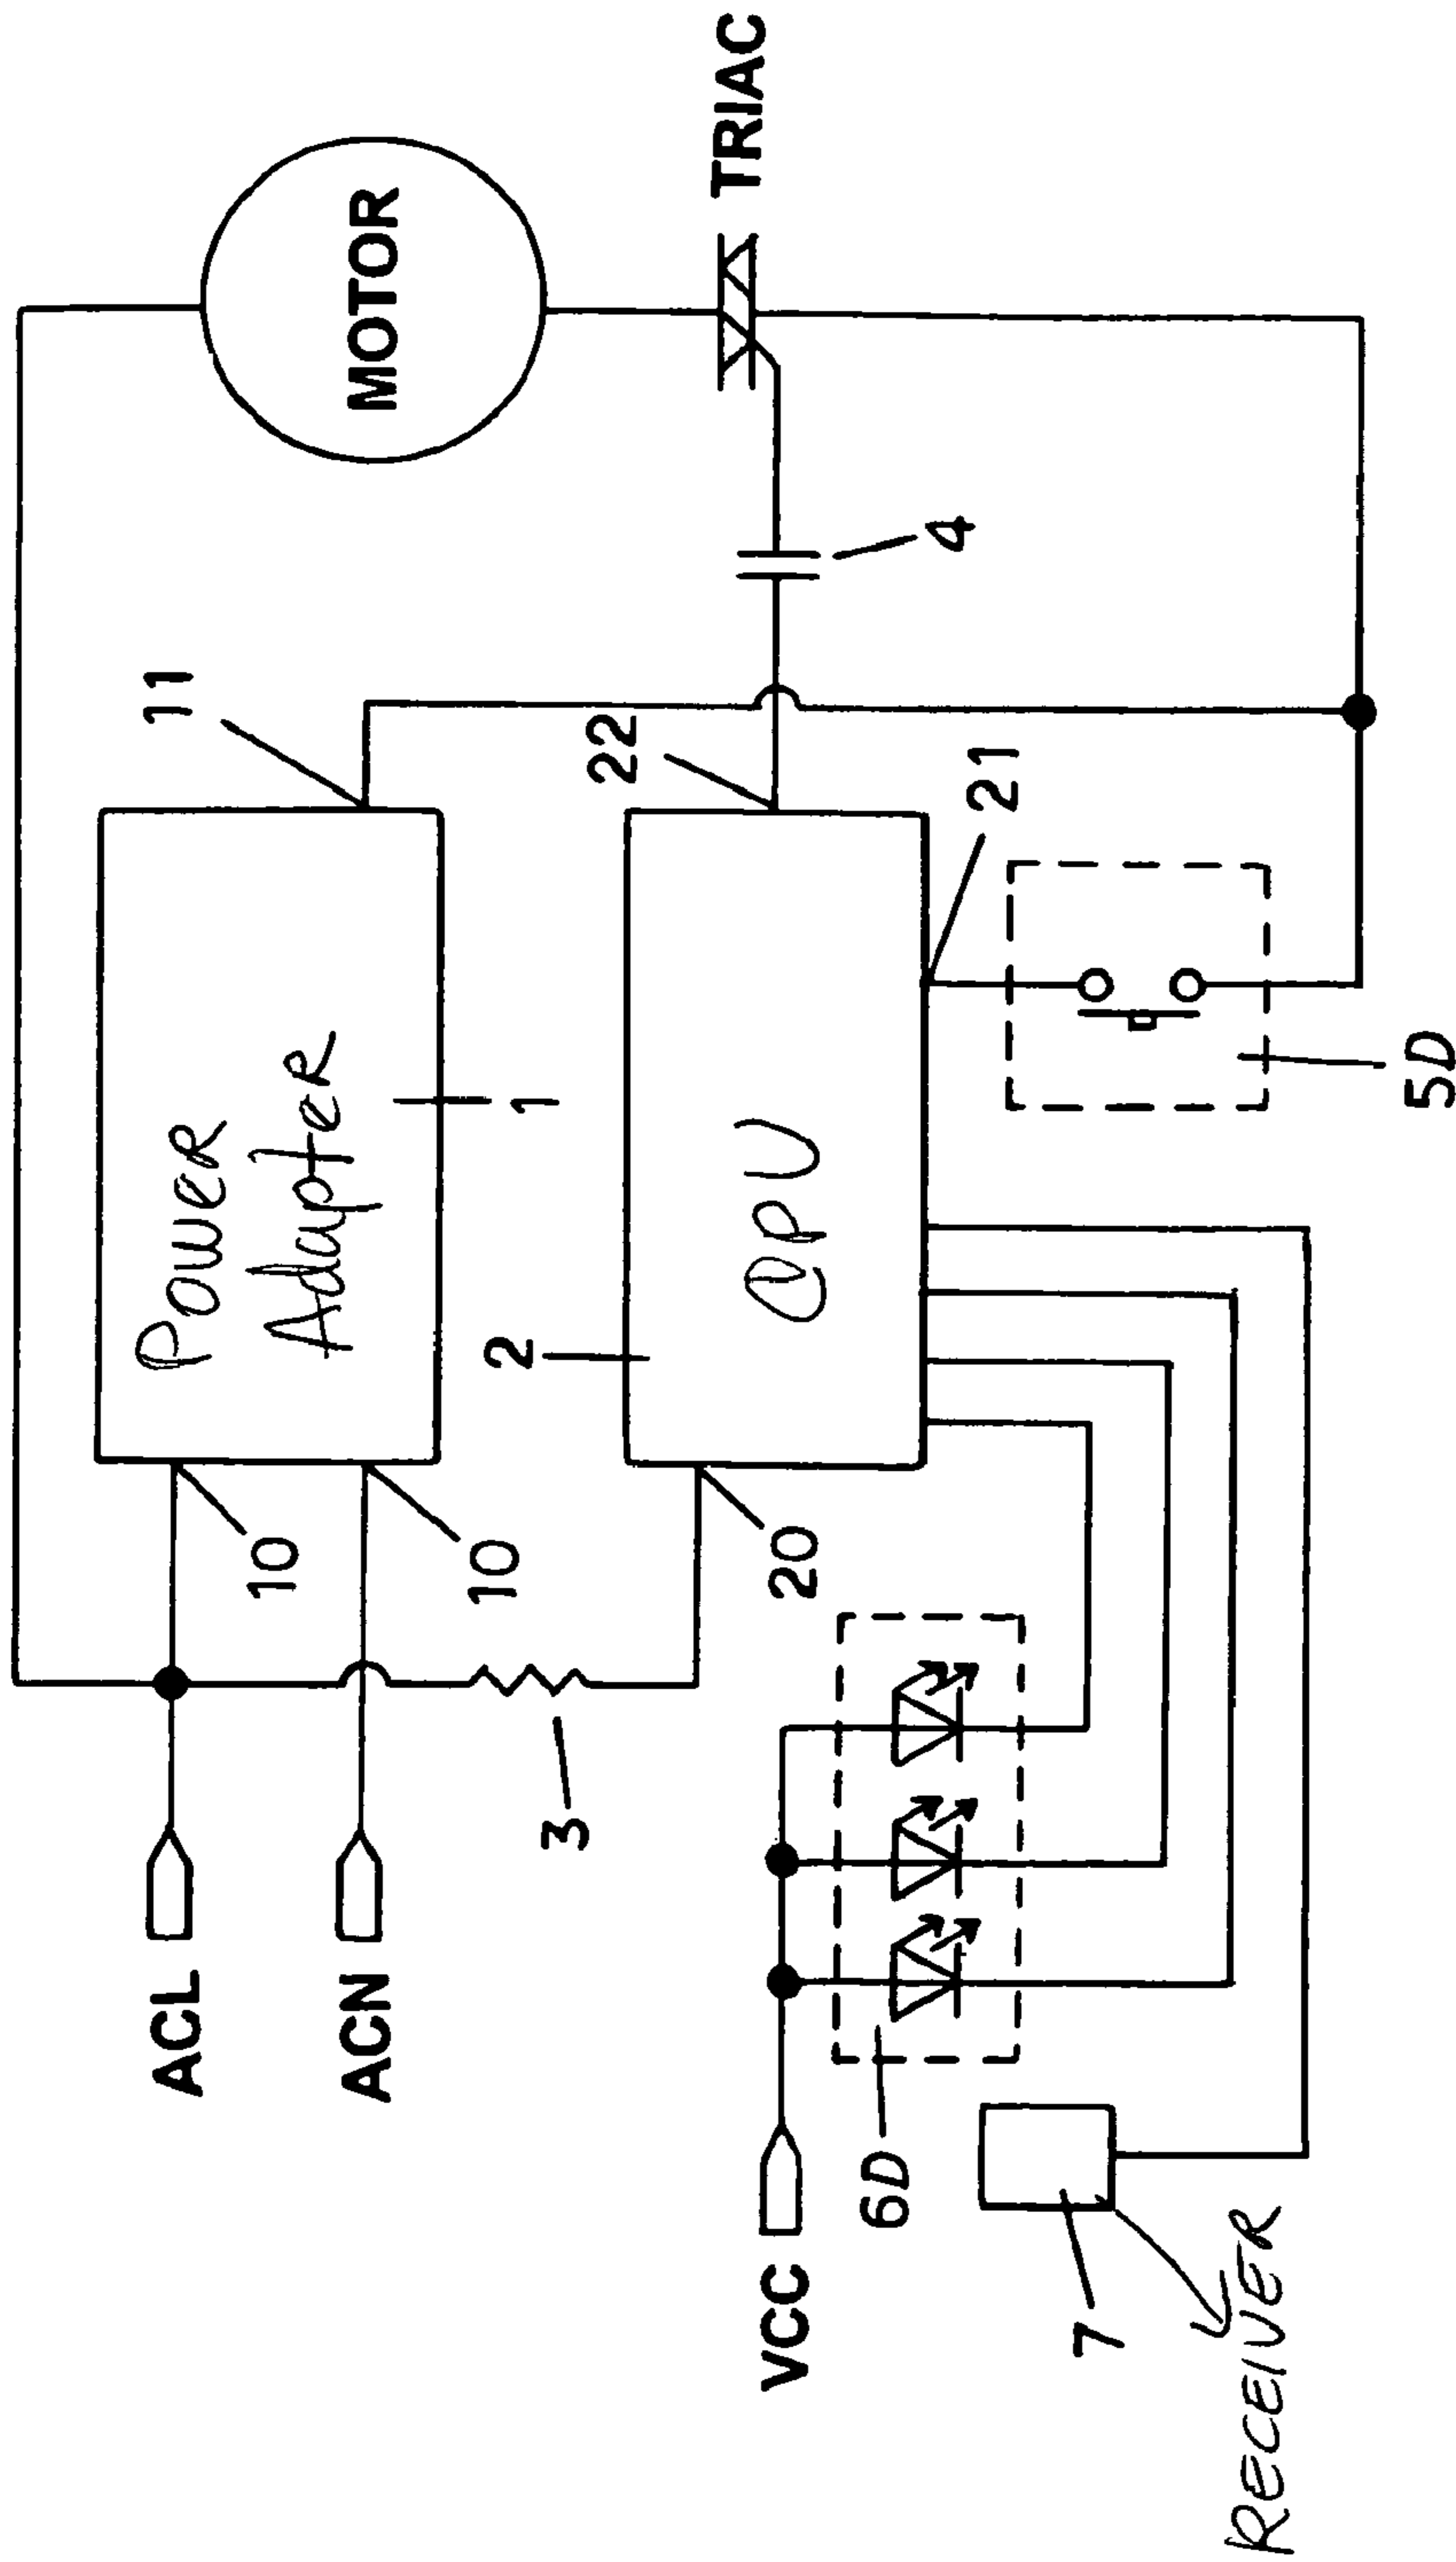 MOTOR
TRIAC
11
Power
Adapter
10
10
1
ACL
ACN
4
22
2
CPU
3
20
21
VCC
6D
5D
7
RECEIVER